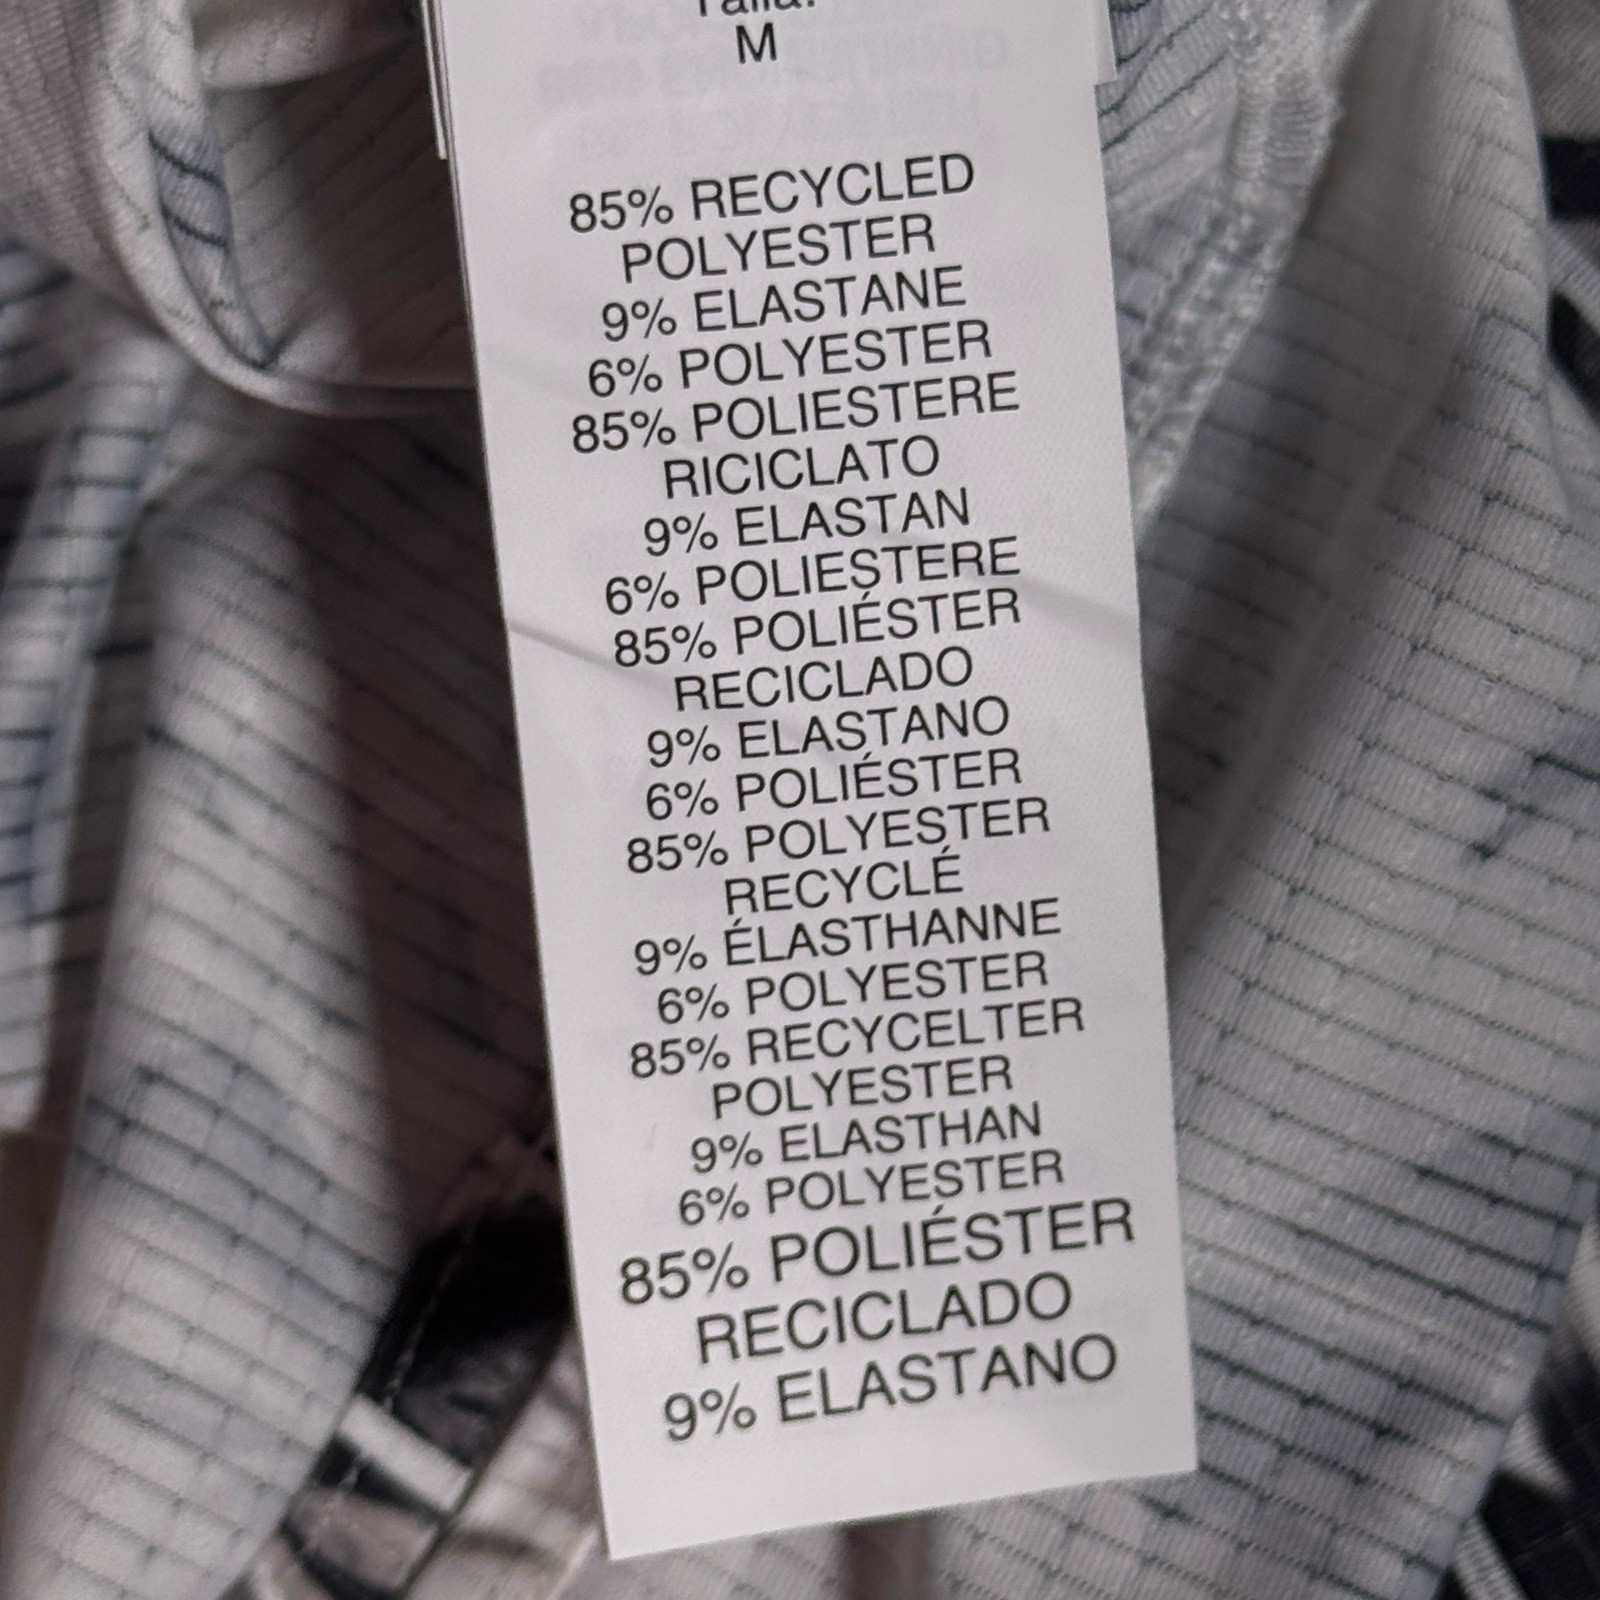 Talla:
M
85% RECYCLED
POLYESTER
9% ELASTANE
6% POLYESTER
85% POLIESTERE
RICICLATO
9% ELASTAN
6% POLIESTERE
85% POLIÉSTER
RECICLADO
9% ELASTANO
6% POLIÉSTER
85% POLYESTER
RECYCLÉ
9% ÉLASTHANNE
6% POLYESTER
85% RECYCELTER
POLYESTER
9% ELASTHAN
6% POLYESTER
85% POLIÉSTER
RECICLADO
9% ELASTANO